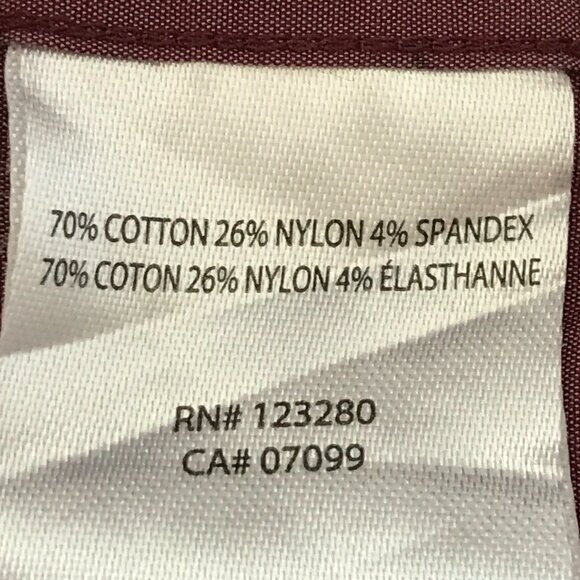 70% COTTON 26% NYLON 4% SPANDEX
70% COTON 26% NYLON 4% ÉLASTHANNE
RN# 123280
CA# 07099